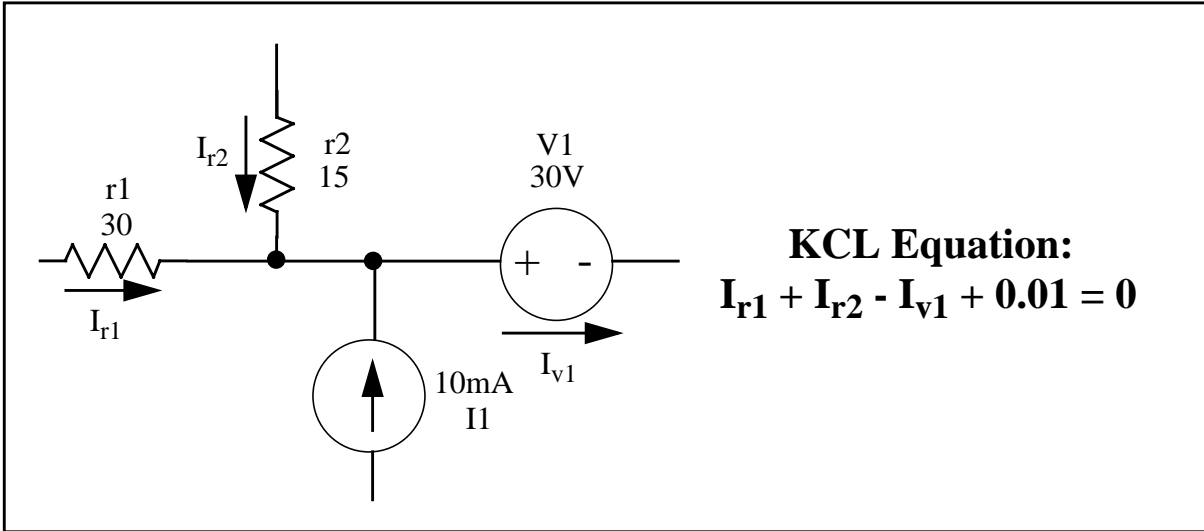 r2
15
I_r2
r1
30
I_r1
V1
30V
+ -
I_v1
10mA
I1
KCL Equation:
I_r1 + I_r2 - I_v1 + 0.01 = 0